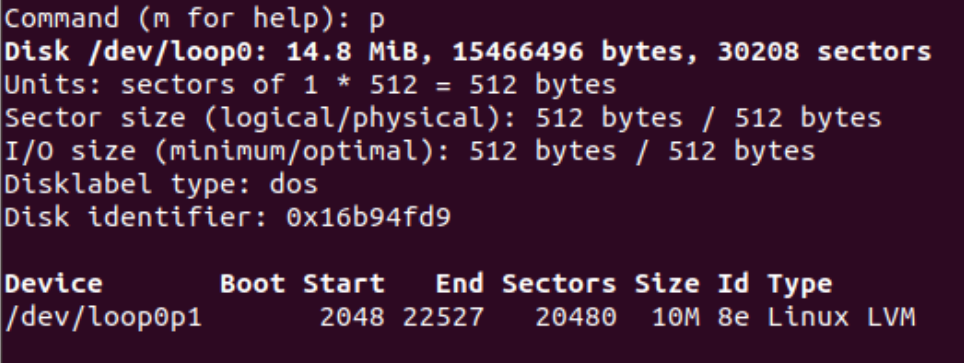 Command (m for help): p
Disk /dev/loop0: 14.8 MiB, 15466496 bytes, 30208 sectors
Units: sectors of 1 * 512 = 512 bytes
Sector size (logical/physical): 512 bytes / 512 bytes
I/O size (minimum/optimal): 512 bytes / 512 bytes
Disklabel type: dos
Disk identifier: 0x16b94fd9
Device Boot Start End Sectors Size Id Type
/dev/loop0p1 2048 22527 20480 10M 8e Linux LVM